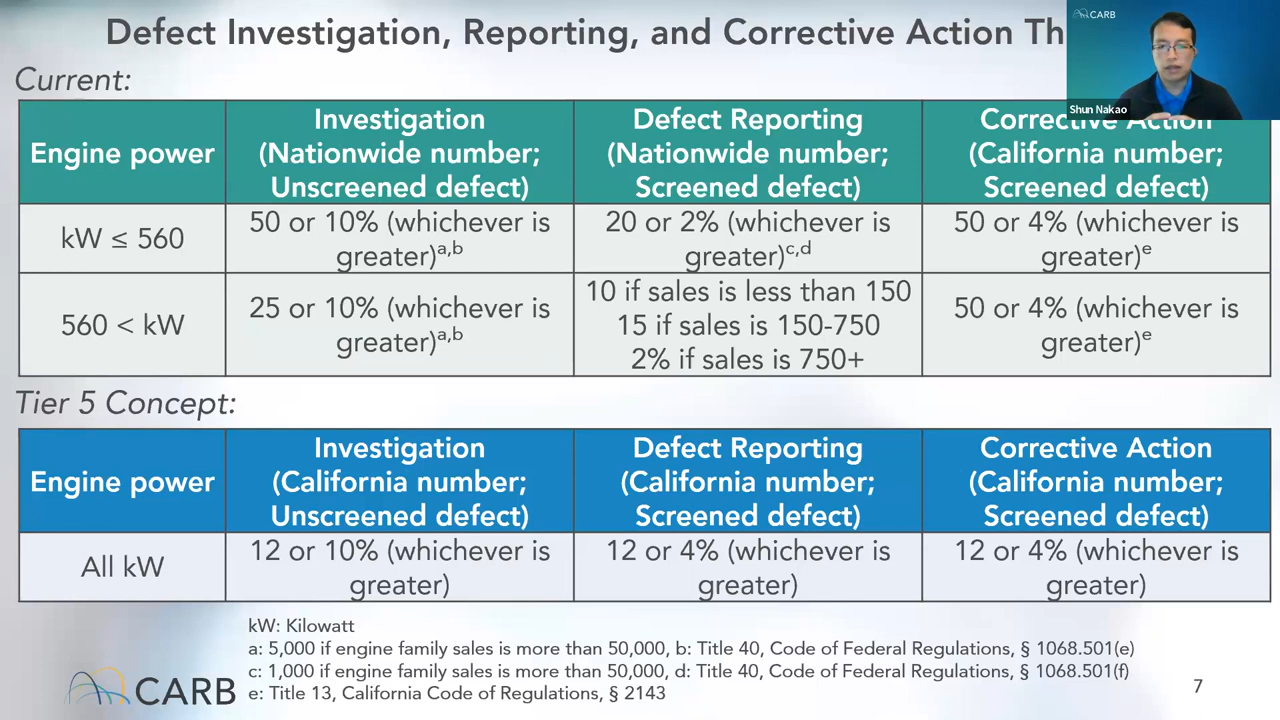 Defect Investigation, Reporting, and Corrective Action Th
CARB
Shun Nakao
Current:
Engine power
Investigation
(Nationwide number;
Unscreened defect)
Defect Reporting
(Nationwide number;
Screened defect)
Corrective Action
(California number;
Screened defect)
kW ≤ 560
50 or 10% (whichever is
greater)a,b
20 or 2% (whichever is
greater)c,d
50 or 4% (whichever is
greater)e
560 < kW
25 or 10% (whichever is
greater)a,b
10 if sales is less than 150
15 if sales is 150-750
2% if sales is 750+
50 or 4% (whichever is
greater)e
Tier 5 Concept:
Engine power
Investigation
(California number;
Unscreened defect)
Defect Reporting
(California number;
Screened defect)
Corrective Action
(California number;
Screened defect)
All kW
12 or 10% (whichever is
greater)
12 or 4% (whichever is
greater)
12 or 4% (whichever is
greater)
kW: Kilowatt
a: 5,000 if engine family sales is more than 50,000, b: Title 40, Code of Federal Regulations, § 1068.501(e)
c: 1,000 if engine family sales is more than 50,000, d: Title 40, Code of Federal Regulations, § 1068.501(f)
e: Title 13, California Code of Regulations, § 2143
CARB
7